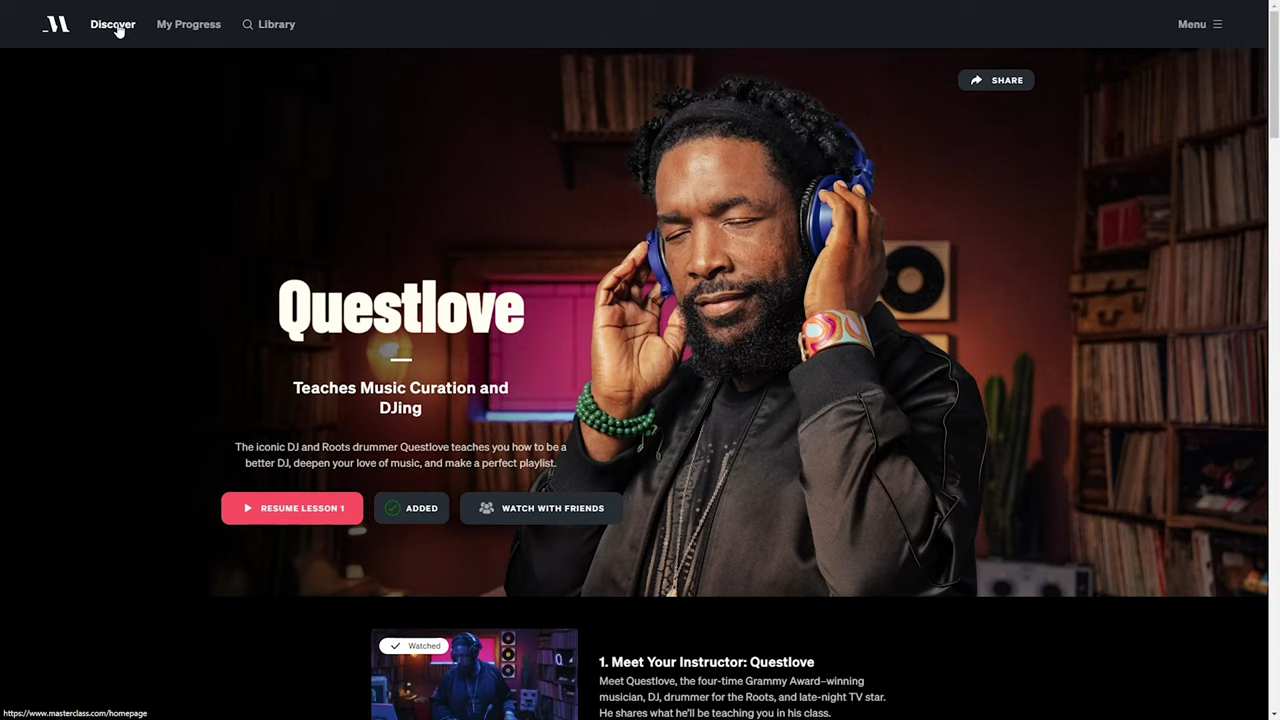 Discover
My Progress
Library
Menu
SHARE
Questlove
Teaches Music Curation and
DJing
The iconic DJ and Roots drummer Questlove teaches you how to be a
better DJ, deepen your love of music, and make a perfect playlist.
RESUME LESSON 1
ADDED
WATCH WITH FRIENDS
Watched
1. Meet Your Instructor: Questlove
Meet Questlove, the four-time Grammy Award–winning
musician, DJ, drummer for the Roots, and late-night TV star.
He shares what he'll be teaching you in his class.
https://www.masterclass.com/homepage